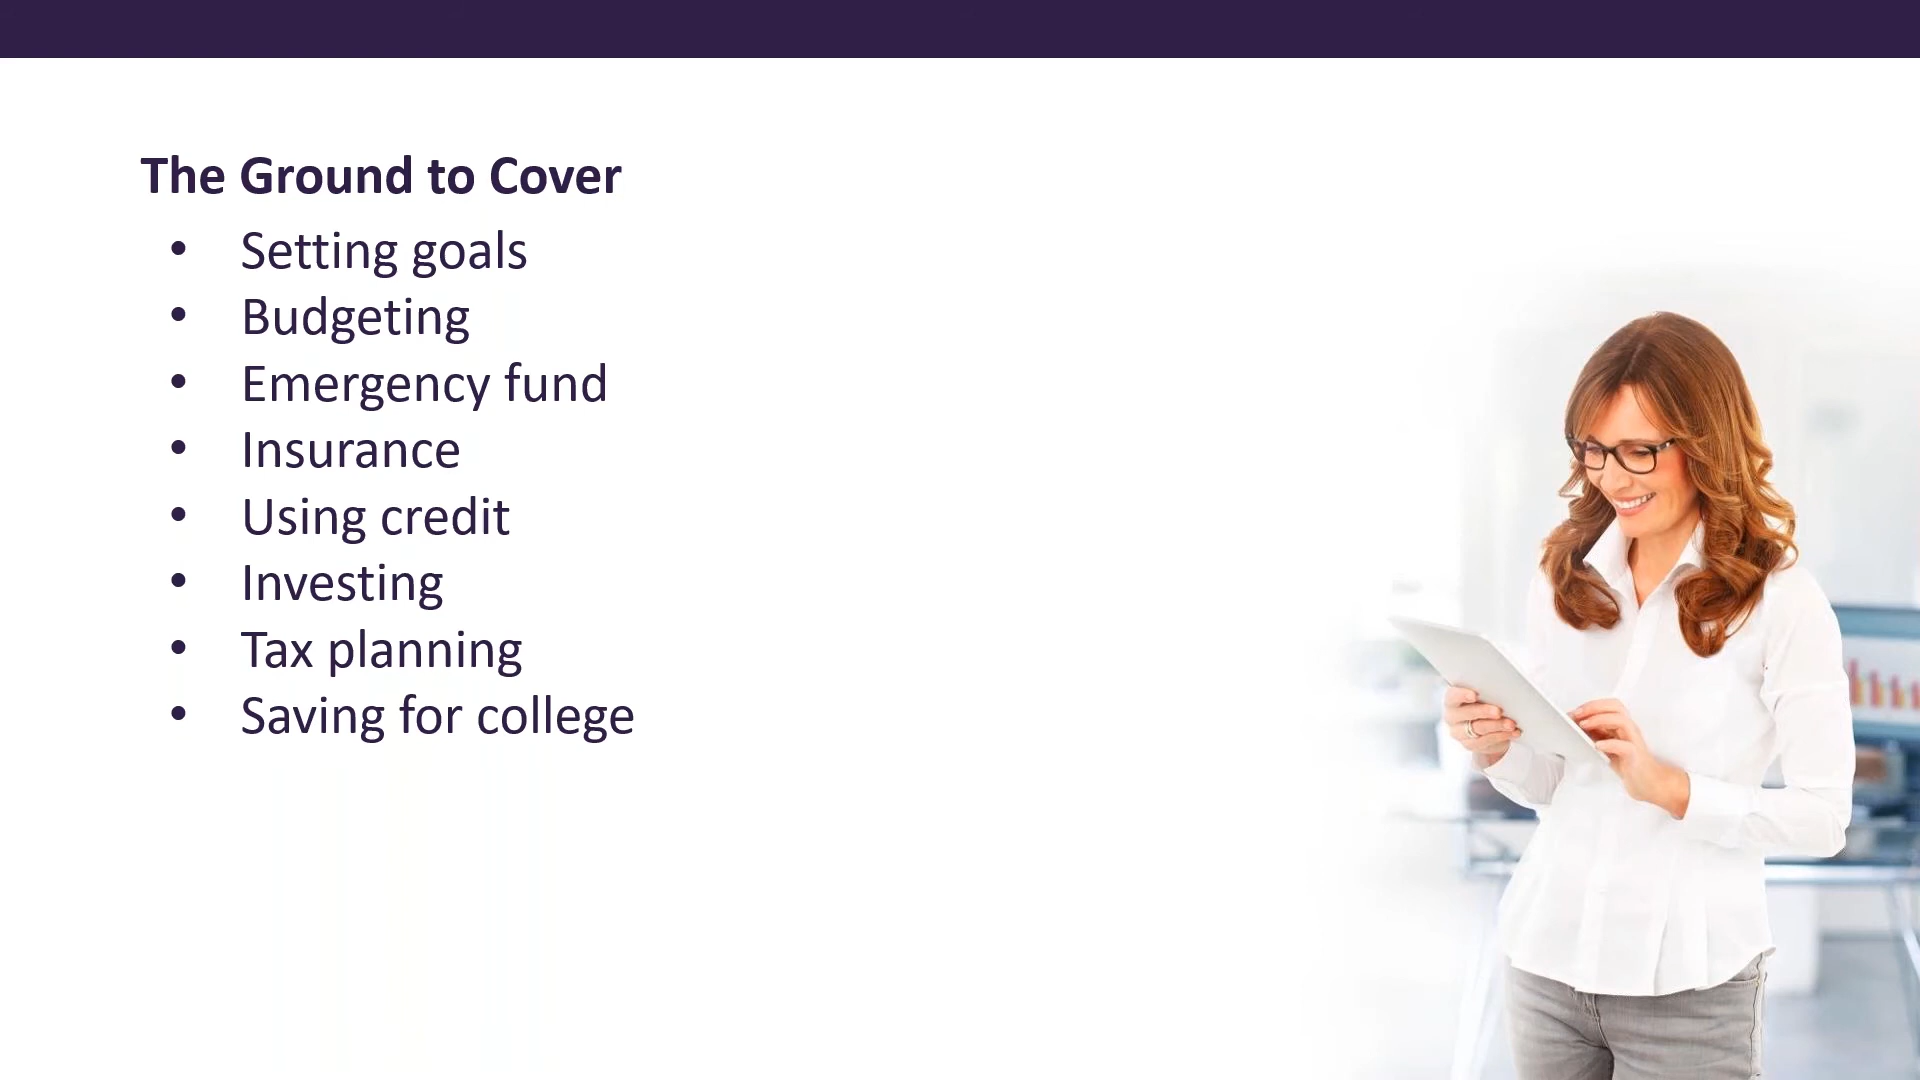 The Ground to Cover
• Setting goals
• Budgeting
• Emergency fund
• Insurance
• Using credit
• Investing
• Tax planning
• Saving for college